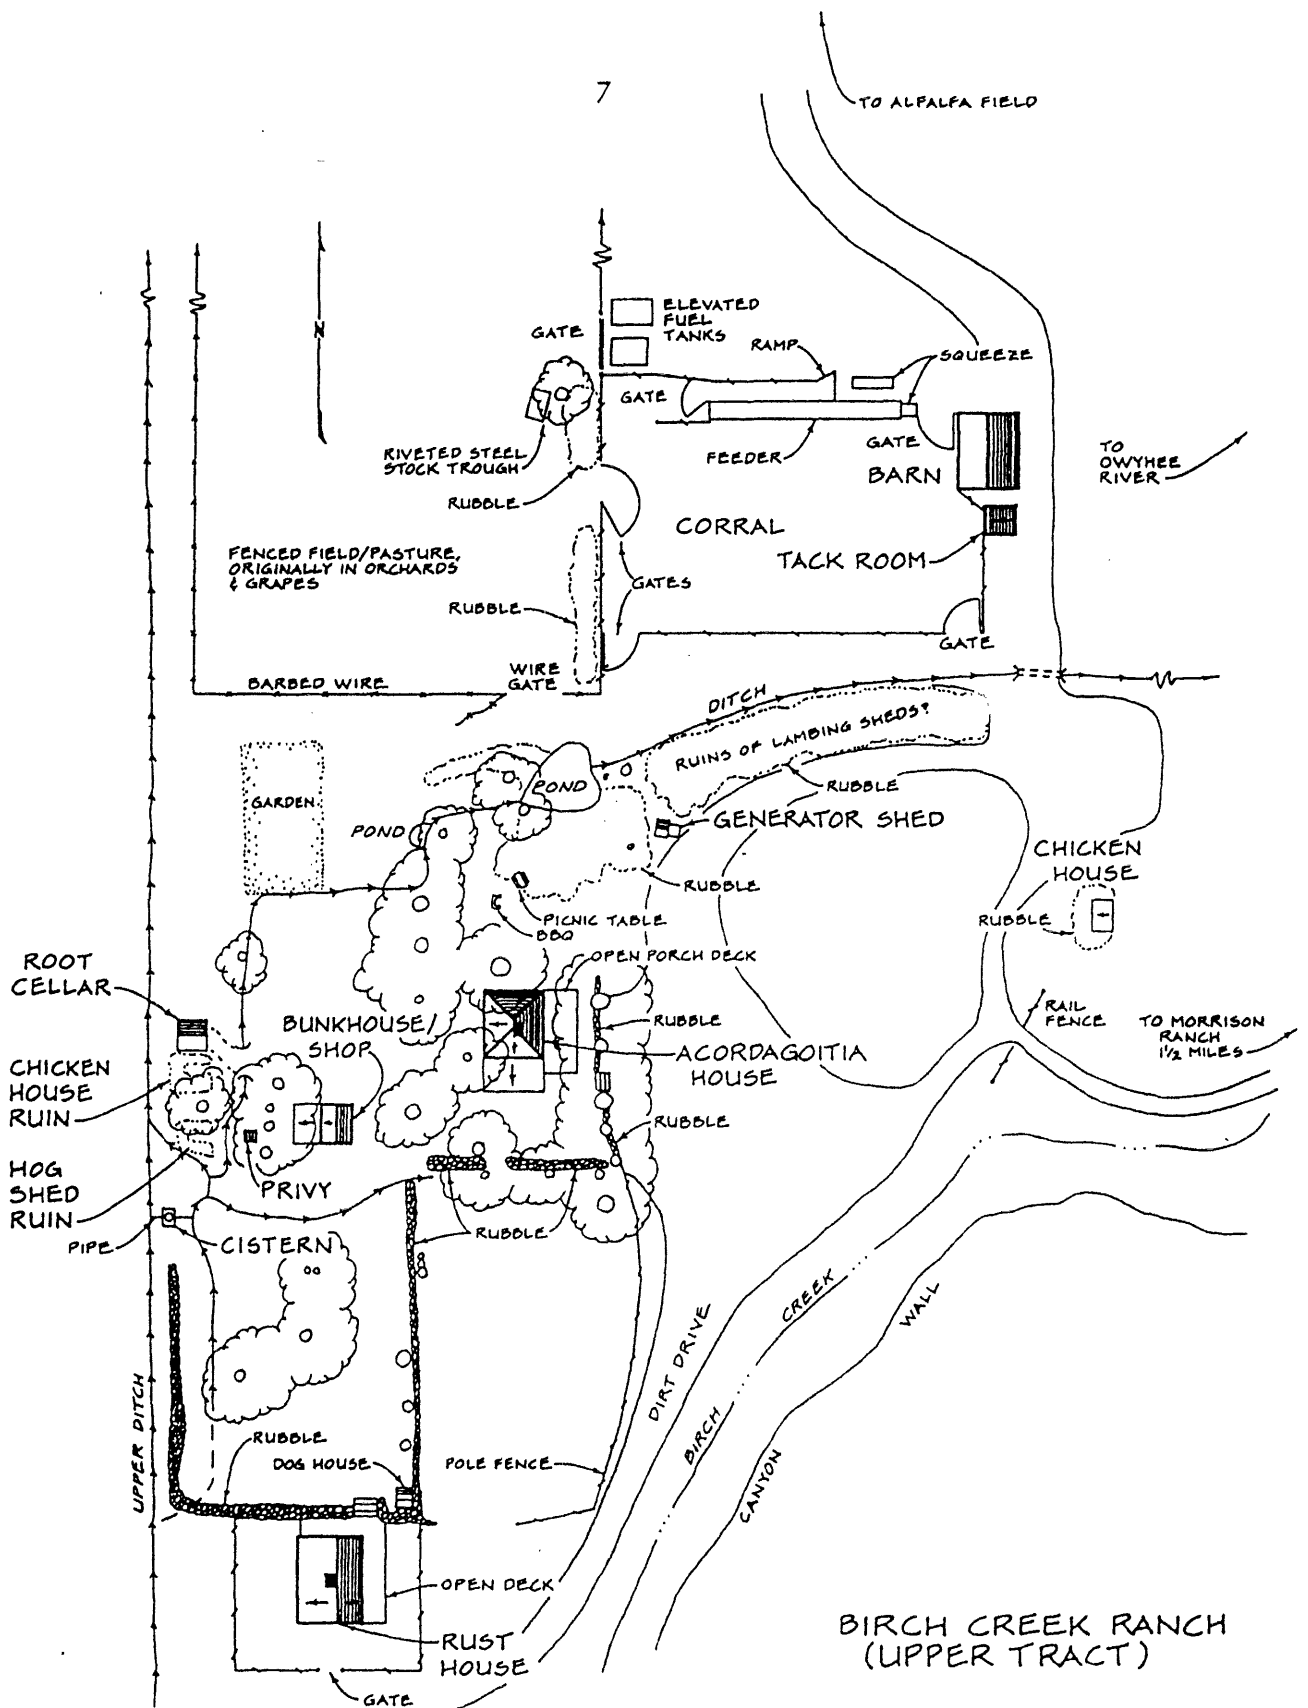 7
TO ALFALFA FIELD
N
GATE
ELEVATED
FUEL
TANKS
RAMP
SQUEEZE
GATE
RIVETED STEEL
STOCK TROUGH
FEEDER
GATE
BARN
TO
OWYHEE
RIVER
RUBBLE
CORRAL
TACK ROOM
FENCED FIELD/PASTURE,
ORIGINALLY IN ORCHARDS
& GRAPES
GATES
RUBBLE
GATE
BARBED WIRE
WIRE
GATE
DITCH
RUINS OF LAMBING SHEDS?
RUBBLE
GARDEN
POND
POND
GENERATOR SHED
CHICKEN
HOUSE
RUBBLE
RUBBLE
PICNIC TABLE
BBQ
OPEN PORCH DECK
ROOT
CELLAR
BUNKHOUSE/
SHOP
RUBBLE
RAIL
FENCE
TO MORRISON
RANCH
1 1/2 MILES
ACORDAGOITIA
HOUSE
CHICKEN
HOUSE
RUIN
RUBBLE
HOG
SHED
RUIN
PRIVY
PIPE
CISTERN
RUBBLE
BIRCH CREEK
CANYON WALL
DIRT DRIVE
UPPER DITCH
RUBBLE
DOG HOUSE
POLE FENCE
OPEN DECK
RUST
HOUSE
GATE
BIRCH CREEK RANCH
(UPPER TRACT)